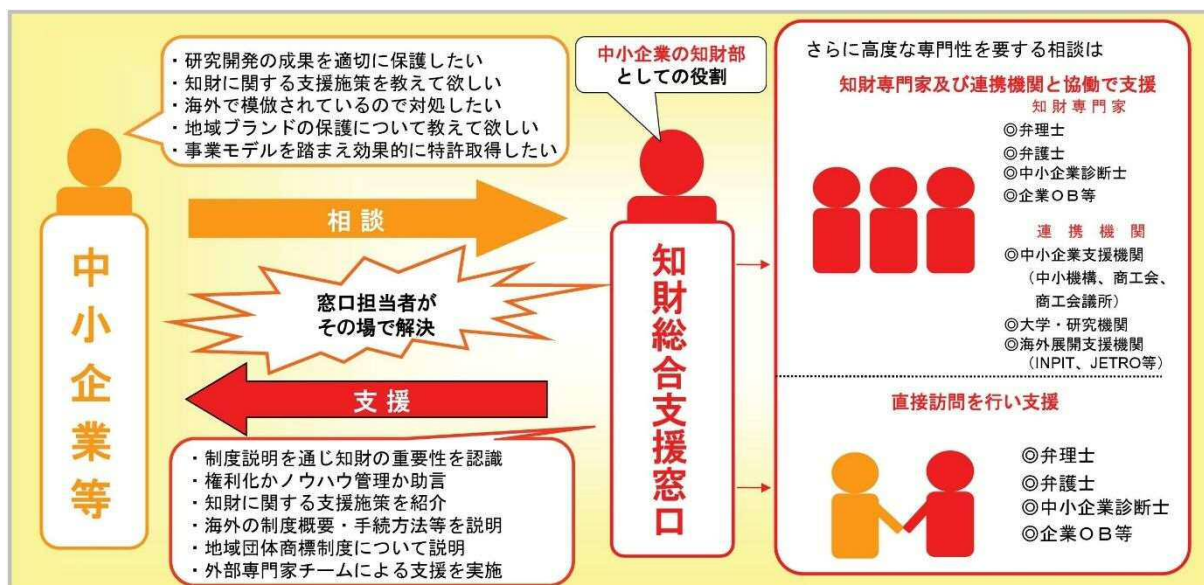 ・研究開発の成果を適切に保護したい
・知財に関する支援施策を教えて欲しい
・海外で模倣されているので対処したい
・地域ブランドの保護について教えて欲しい
・事業モデルを踏まえ効果的に特許取得したい
中小企業等
相談
窓口担当者が
その場で解決
支援
・制度説明を通じ知財の重要性を認識
・権利化かノウハウ管理か助言
・知財に関する支援施策を紹介
・海外の制度概要・手続方法等を説明
・地域団体商標制度について説明
・外部専門家チームによる支援を実施
中小企業の知財部
としての役割
知財総合支援窓口
さらに高度な専門性を要する相談は
知財専門家及び連携機関と協働で支援
知財専門家
◎弁理士
◎弁護士
◎中小企業診断士
◎企業OB等
連携機関
◎中小企業支援機関
（中小機構、商工会、
商工会議所）
◎大学・研究機関
◎海外展開支援機関
（INPIT、JETRO等）
直接訪問を行い支援
◎弁理士
◎弁護士
◎中小企業診断士
◎企業OB等